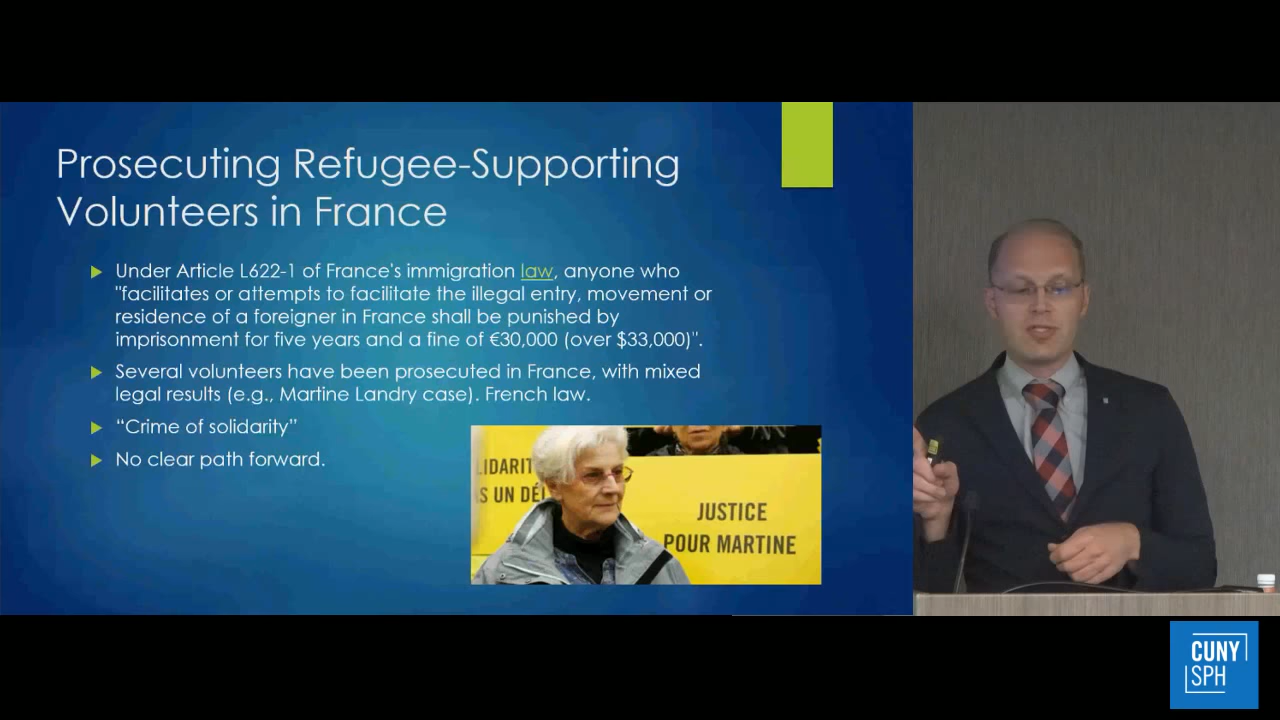 Prosecuting Refugee-Supporting
Volunteers in France
Under Article L622-1 of France's immigration law, anyone who
"facilitates or attempts to facilitate the illegal entry, movement or
residence of a foreigner in France shall be punished by
imprisonment for five years and a fine of €30,000 (over $33,000)".
Several volunteers have been prosecuted in France, with mixed
legal results (e.g., Martine Landry case). French law.
“Crime of solidarity”
No clear path forward.
LIDARIT
S UN DÉL
JUSTICE
POUR MARTINE
CUNY
SPH